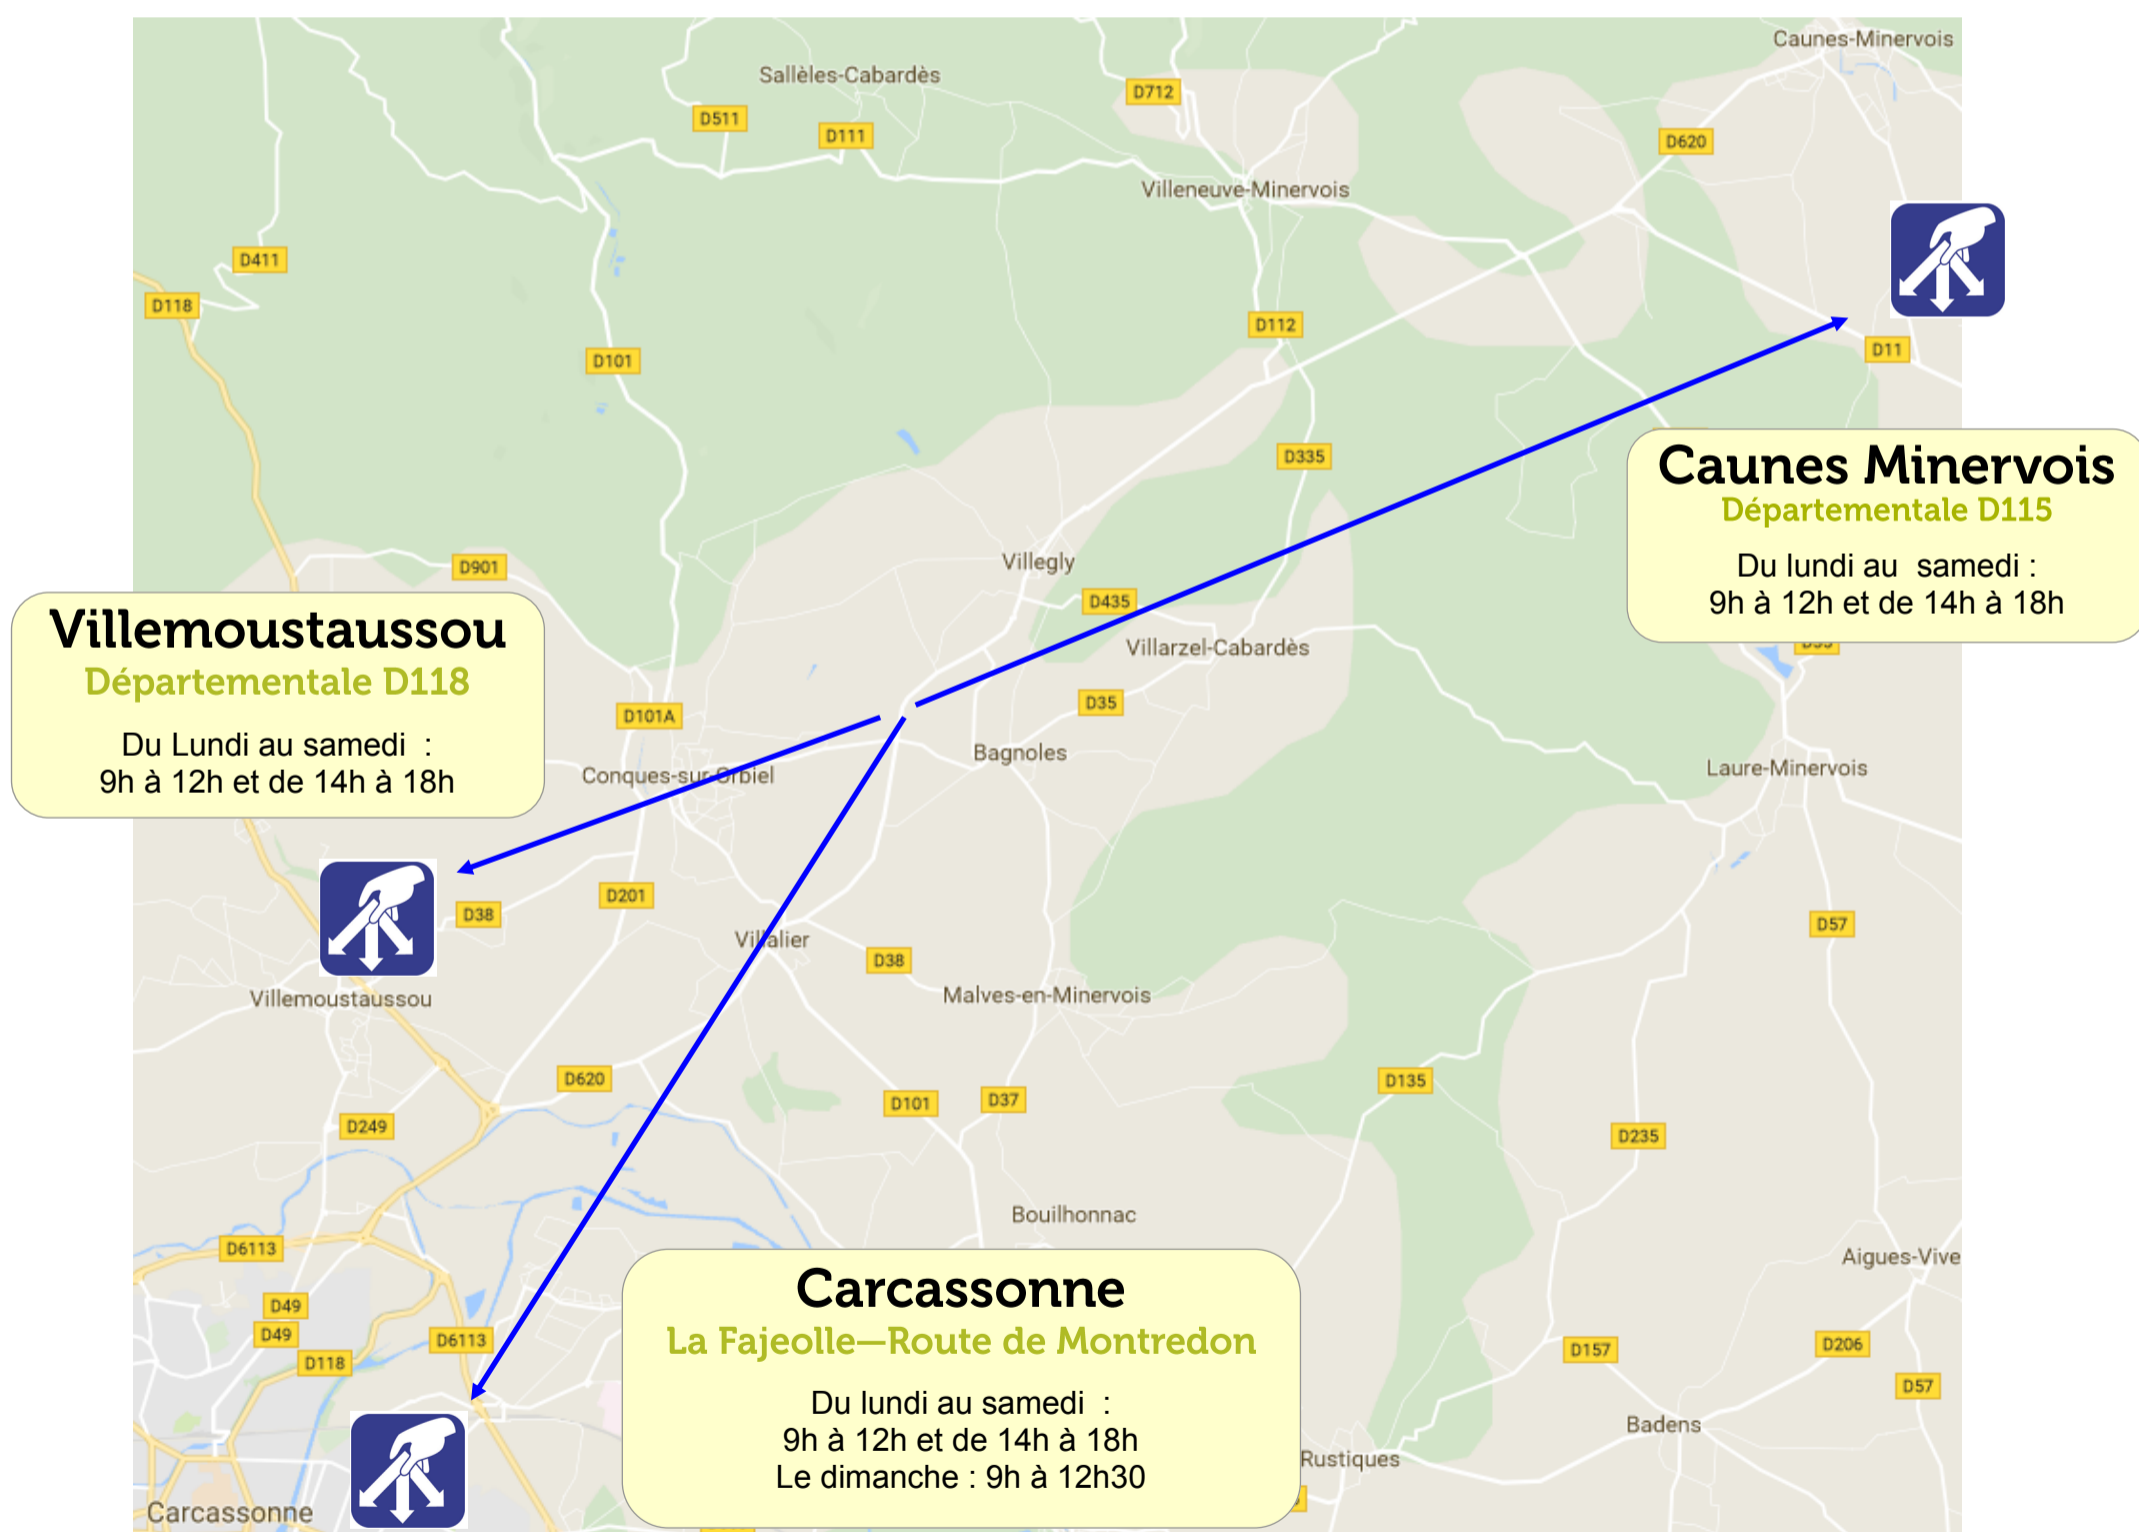 Caunes-Minervois
Sallèles-Cabardès
D712
D511
D111
D620
Villeneuve-Minervois
D411
D118
D112
D11
D101
D335
Caunes Minervois
Départementale D115
Du lundi au  samedi :
9h à 12h et de 14h à 18h
Villegly
D901
D435
Villemoustaussou
Départementale D118
Du Lundi au samedi  :
9h à 12h et de 14h à 18h
Villarzel-Cabardès
D35
D101A
Bagnoles
Conques-sur-Orbiel
Laure-Minervois
D201
D38
D57
Villalier
D38
Malves-en-Minervois
Villemoustaussou
D620
D135
D101
D37
D249
D235
Bouilhonnac
D6113
Aigues-Vive
Carcassonne
La Fajeolle—Route de Montredon
Du lundi au samedi  :
9h à 12h et de 14h à 18h
Le dimanche : 9h à 12h30
D49
D49
D6113
D118
D157
D206
D57
Badens
Rustiques
Carcassonne